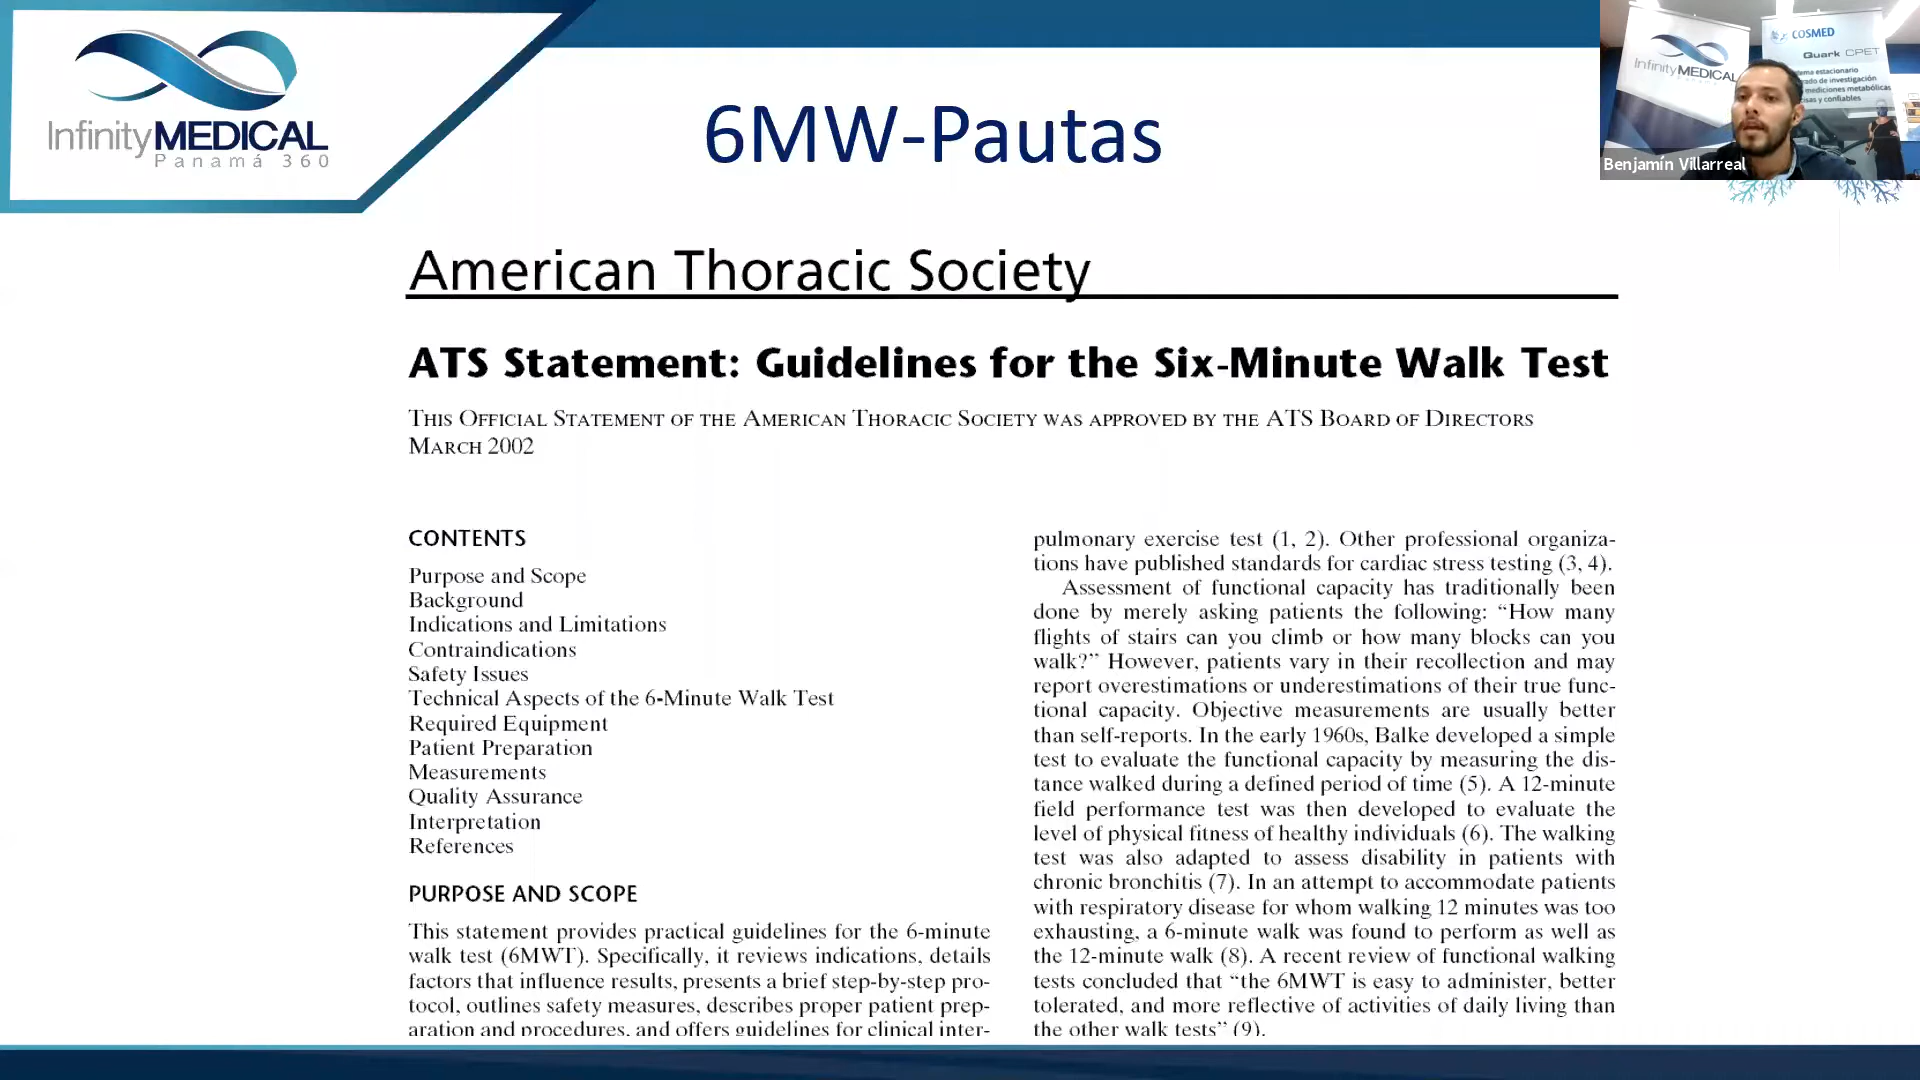 InfinityMEDICAL
Panamá 360
6MW-Pautas
InfinityMEDICAL
COSMED
Quark CPET
stema estacionario
rado de investigación
mediciones metabólicas
sas y confiables
Benjamín Villarreal
American Thoracic Society
ATS Statement: Guidelines for the Six-Minute Walk Test
THIS OFFICIAL STATEMENT OF THE AMERICAN THORACIC SOCIETY WAS APPROVED BY THE ATS BOARD OF DIRECTORS
MARCH 2002
CONTENTS
Purpose and Scope
Background
Indications and Limitations
Contraindications
Safety Issues
Technical Aspects of the 6-Minute Walk Test
Required Equipment
Patient Preparation
Measurements
Quality Assurance
Interpretation
References
PURPOSE AND SCOPE
This statement provides practical guidelines for the 6-minute
walk test (6MWT). Specifically, it reviews indications, details
factors that influence results, presents a brief step-by-step pro-
tocol, outlines safety measures, describes proper patient prep-
aration and procedures, and offers guidelines for clinical inter-
pulmonary exercise test (1, 2). Other professional organiza-
tions have published standards for cardiac stress testing (3, 4).
Assessment of functional capacity has traditionally been
done by merely asking patients the following: “How many
flights of stairs can you climb or how many blocks can you
walk?” However, patients vary in their recollection and may
report overestimations or underestimations of their true func-
tional capacity. Objective measurements are usually better
than self-reports. In the early 1960s, Balke developed a simple
test to evaluate the functional capacity by measuring the dis-
tance walked during a defined period of time (5). A 12-minute
field performance test was then developed to evaluate the
level of physical fitness of healthy individuals (6). The walking
test was also adapted to assess disability in patients with
chronic bronchitis (7). In an attempt to accommodate patients
with respiratory disease for whom walking 12 minutes was too
exhausting, a 6-minute walk was found to perform as well as
the 12-minute walk (8). A recent review of functional walking
tests concluded that “the 6MWT is easy to administer, better
tolerated, and more reflective of activities of daily living than
the other walk tests” (9).